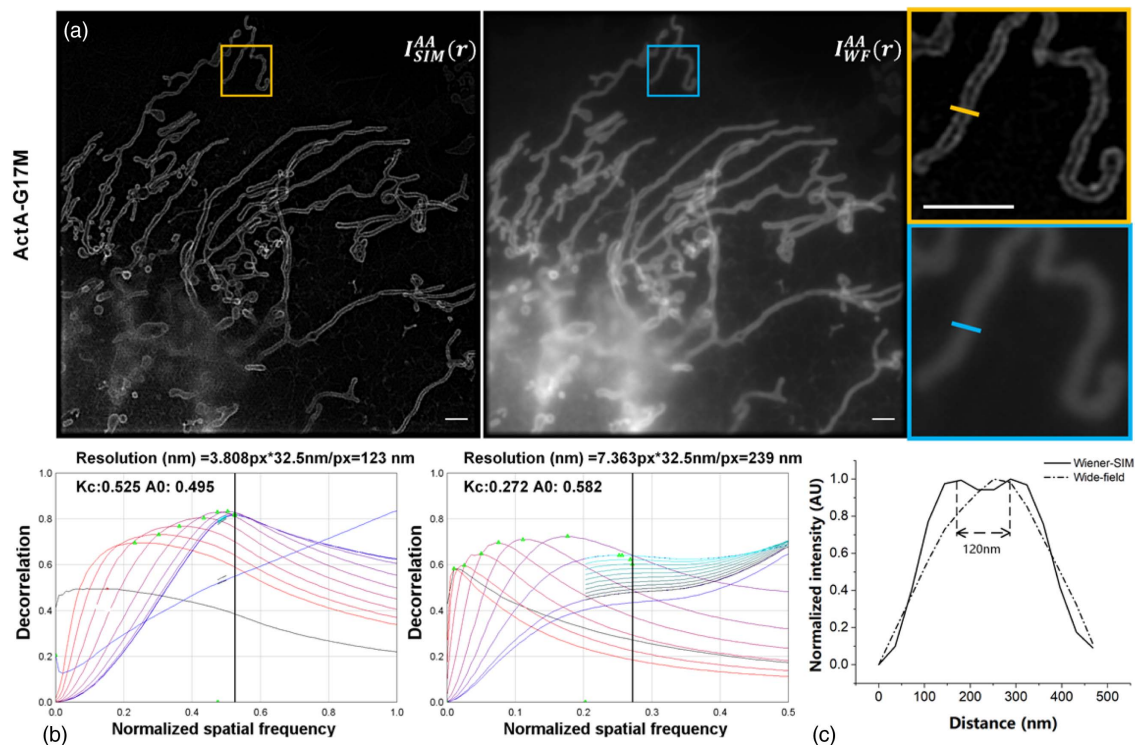 (a)
I_SIM^AA(r)
I_WF^AA(r)
ActA-G17M
Resolution (nm) =3.808px*32.5nm/px=123 nm
Kc:0.525 A0: 0.495
Decorrelation
1.0
0.8
0.6
0.4
0.2
0.0
0.0 0.2 0.4 0.6 0.8 1.0
Normalized spatial frequency
(b)
Resolution (nm) =7.363px*32.5nm/px=239 nm
Kc:0.272 A0: 0.582
Decorrelation
1.0
0.8
0.6
0.4
0.2
0.0
0.0 0.1 0.2 0.3 0.4 0.5
Normalized spatial frequency
Wiener-SIM
Wide-field
120nm
Normalized intensity (AU)
1.0
0.8
0.6
0.4
0.2
0.0
0 100 200 300 400 500
Distance (nm)
(c)